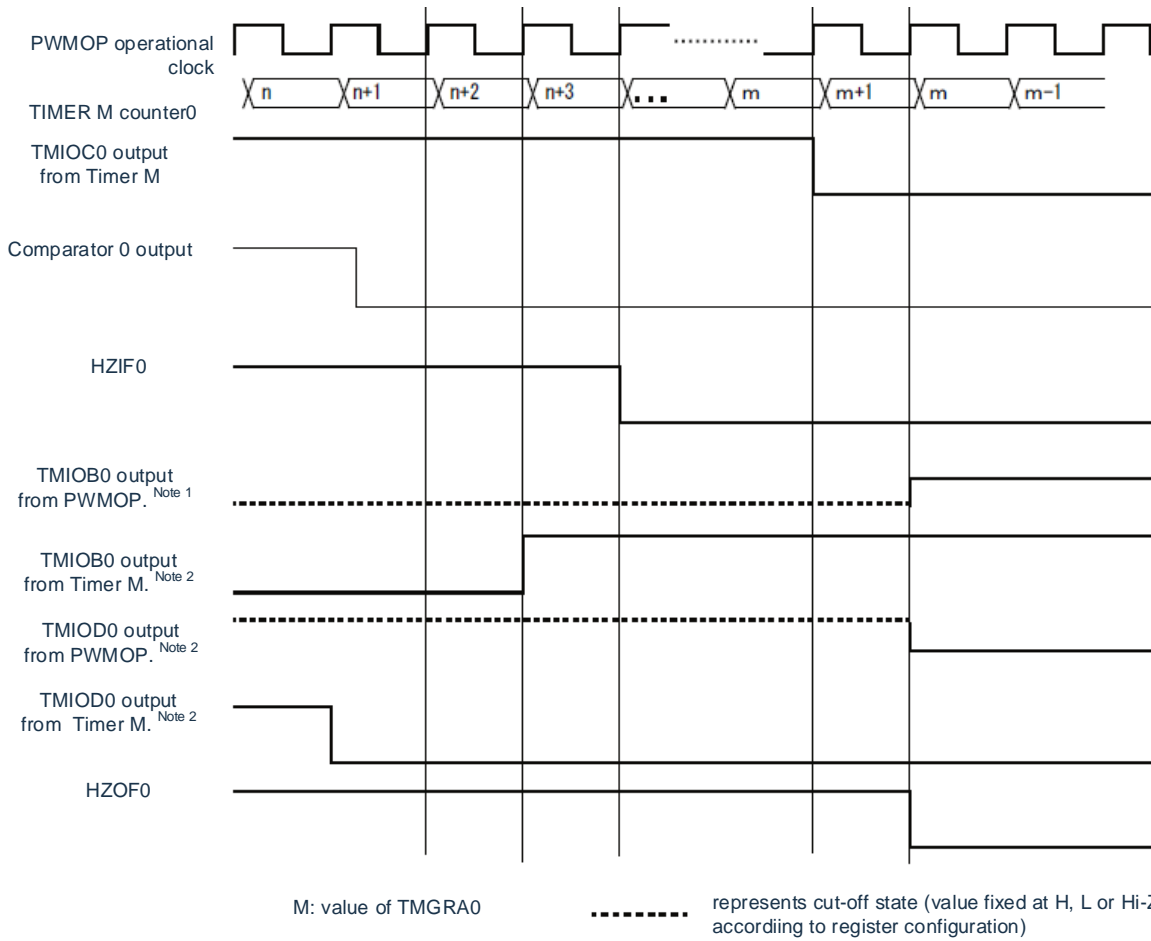 PWMOP operational
clock
n n+1 n+2 n+3 ... m m+1 m m-1
TIMER M counter0
TMIOC0 output
from Timer M
Comparator 0 output
HZIF0
TMIOB0 output
from PWMOP. Note 1
TMIOB0 output
from Timer M. Note 2
TMIOD0 output
from PWMOP. Note 2
TMIOD0 output
from Timer M. Note 2
HZOF0
M: value of TMGRA0
represents cut-off state (value fixed at H, L or Hi-Z
accordiing to register configuration)